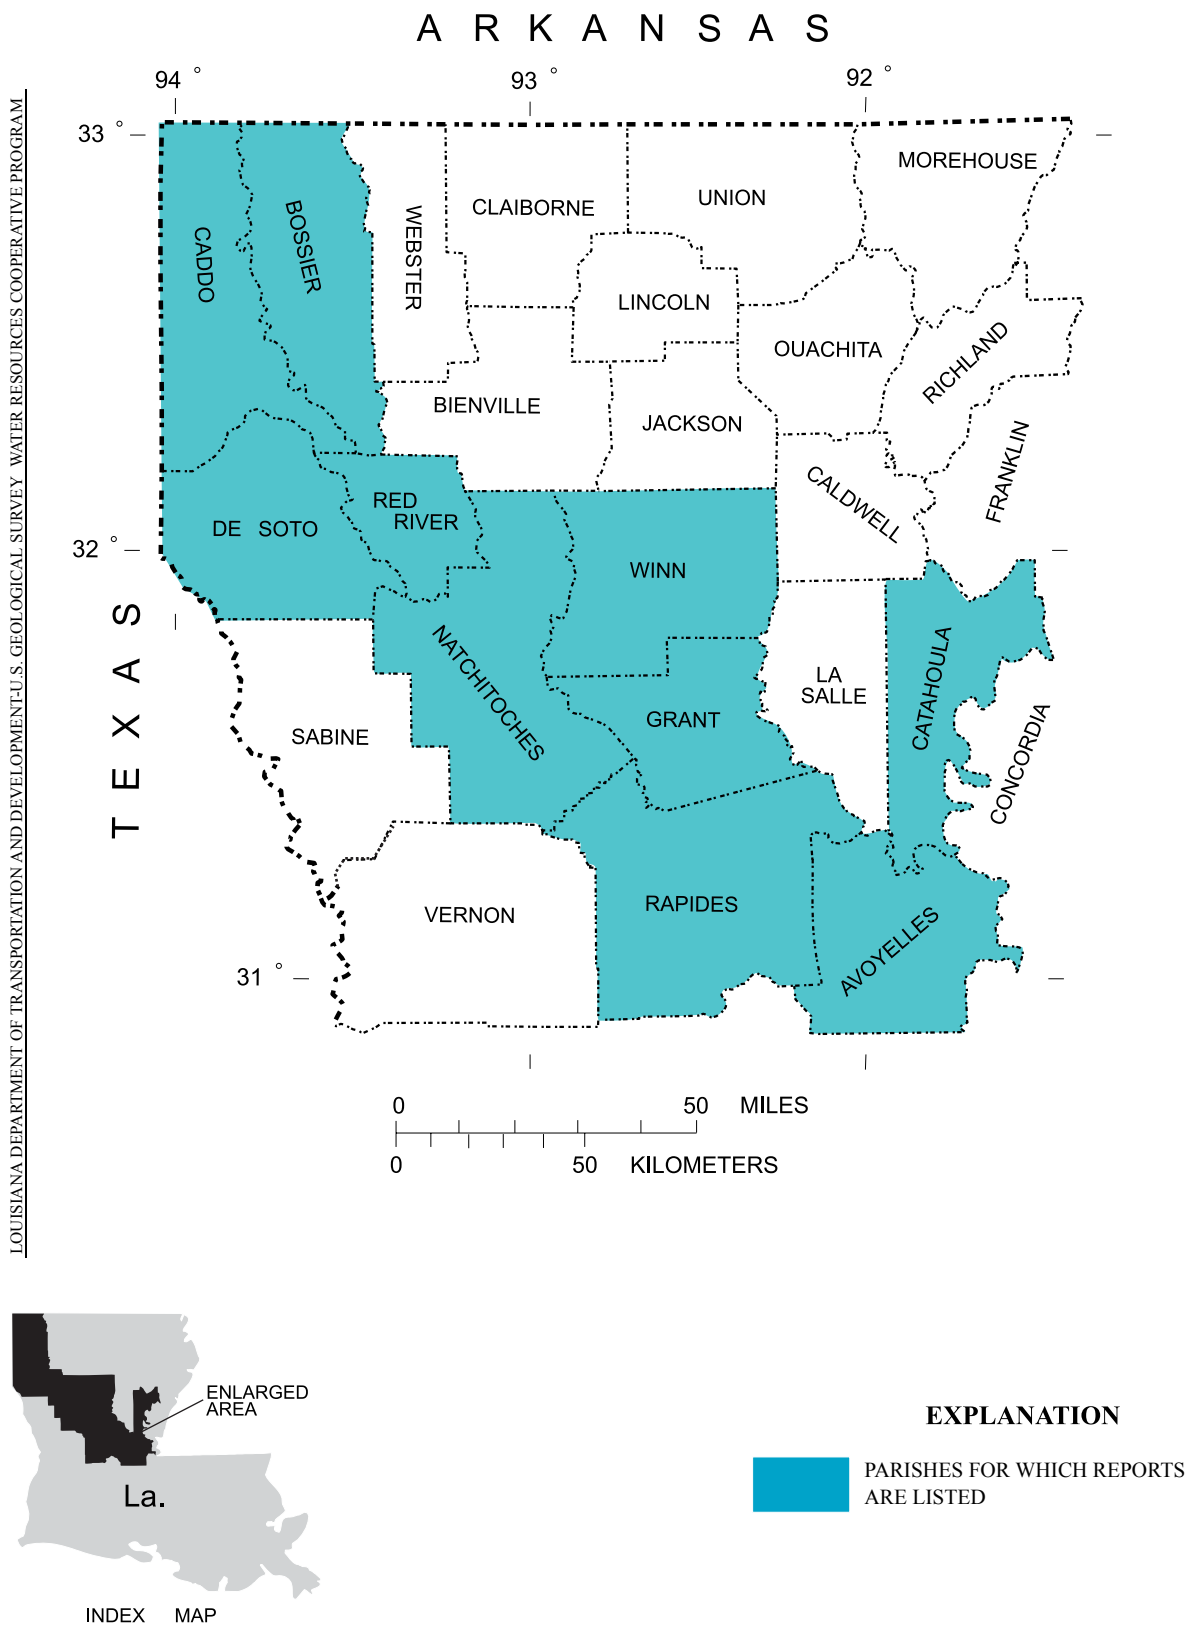 A R K A N S A S
94 °
93 °
92 °
33 °
32 °
31 °
LOUISIANA DEPARTMENT OF TRANSPORTATION AND DEVELOPMENT-U.S. GEOLOGICAL SURVEY WATER RESOURCES COOPERATIVE PROGRAM
T E X A S
CADDO
BOSSIER
WEBSTER
CLAIBORNE
UNION
MOREHOUSE
LINCOLN
OUACHITA
RICHLAND
BIENVILLE
JACKSON
CALDWELL
FRANKLIN
DE SOTO
RED
RIVER
WINN
NATCHITOCHES
LA
SALLE
CATAHOULA
SABINE
GRANT
CONCORDIA
VERNON
RAPIDES
AVOYELLES
0 50 MILES
0 50 KILOMETERS
ENLARGED
AREA
La.
INDEX MAP
EXPLANATION
PARISHES FOR WHICH REPORTS
ARE LISTED